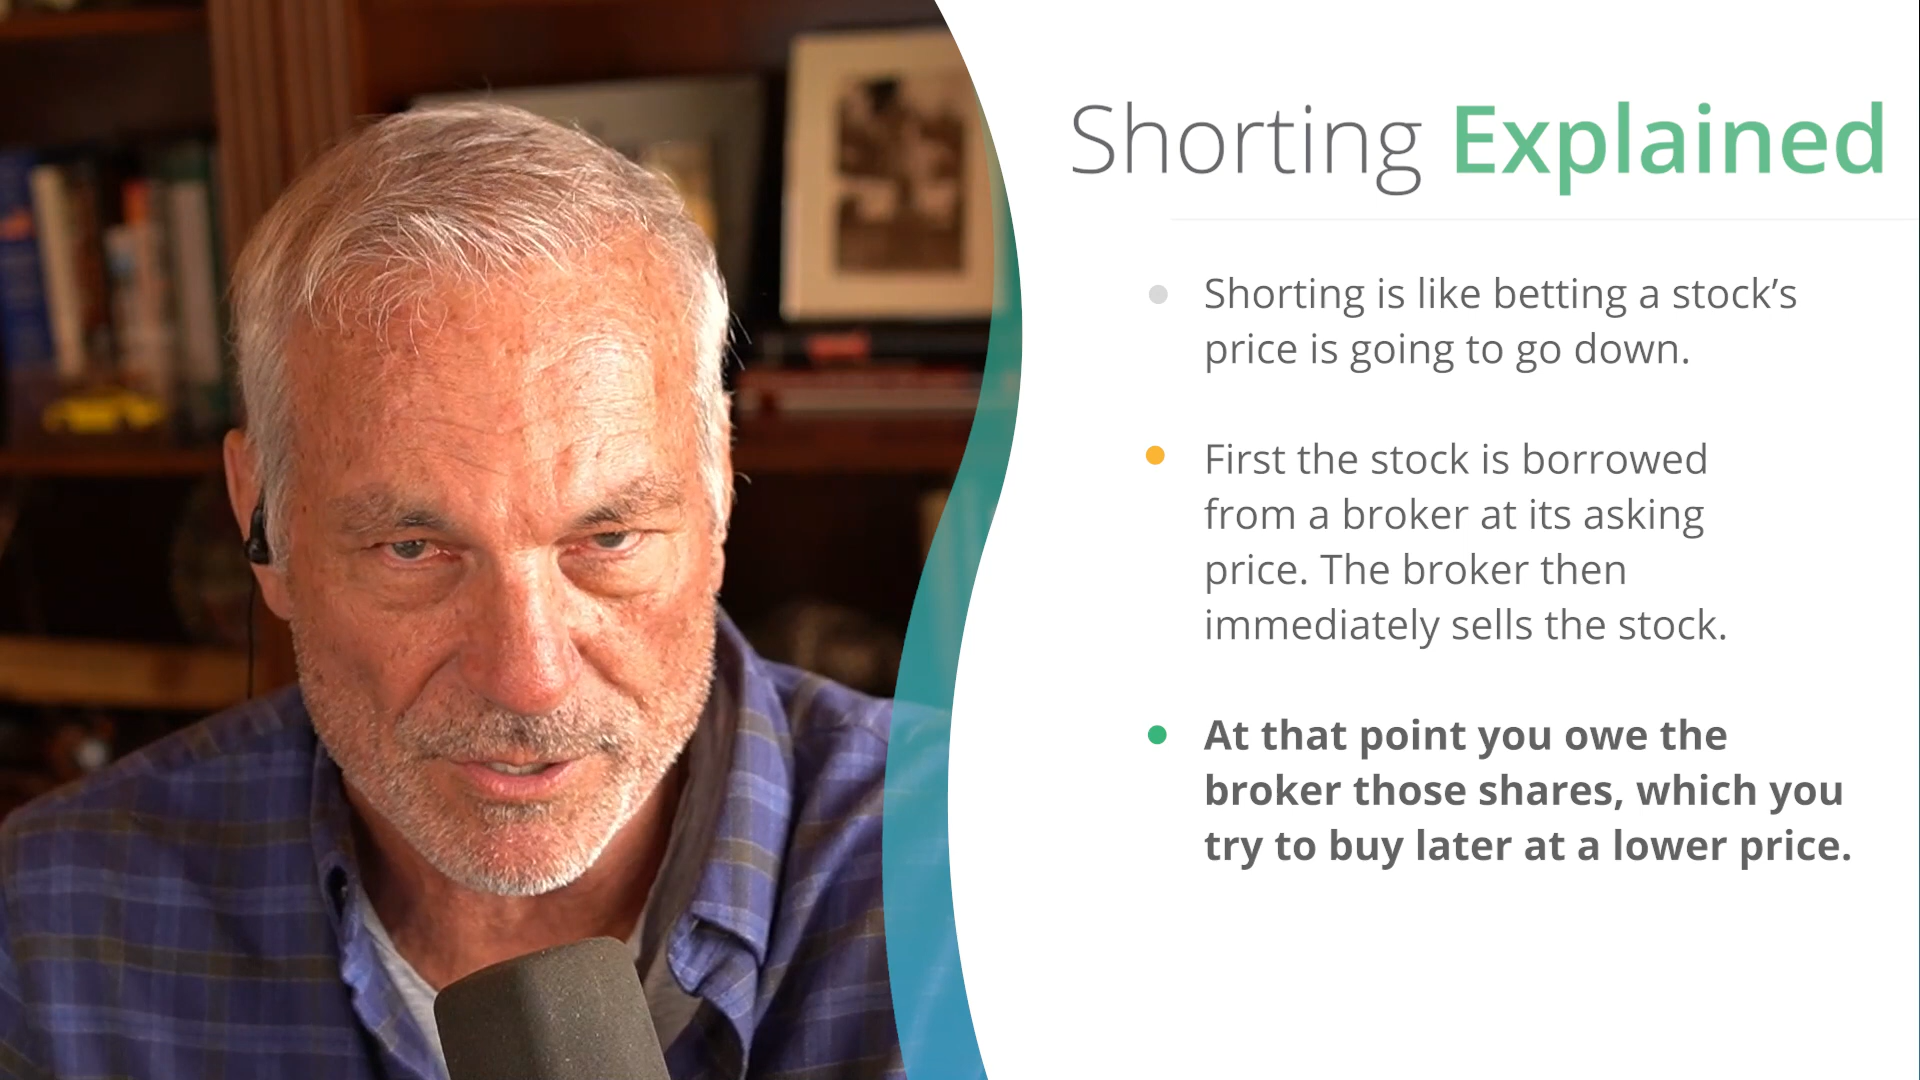 Shorting Explained
Shorting is like betting a stock’s
price is going to go down.
First the stock is borrowed
from a broker at its asking
price. The broker then
immediately sells the stock.
At that point you owe the
broker those shares, which you
try to buy later at a lower price.